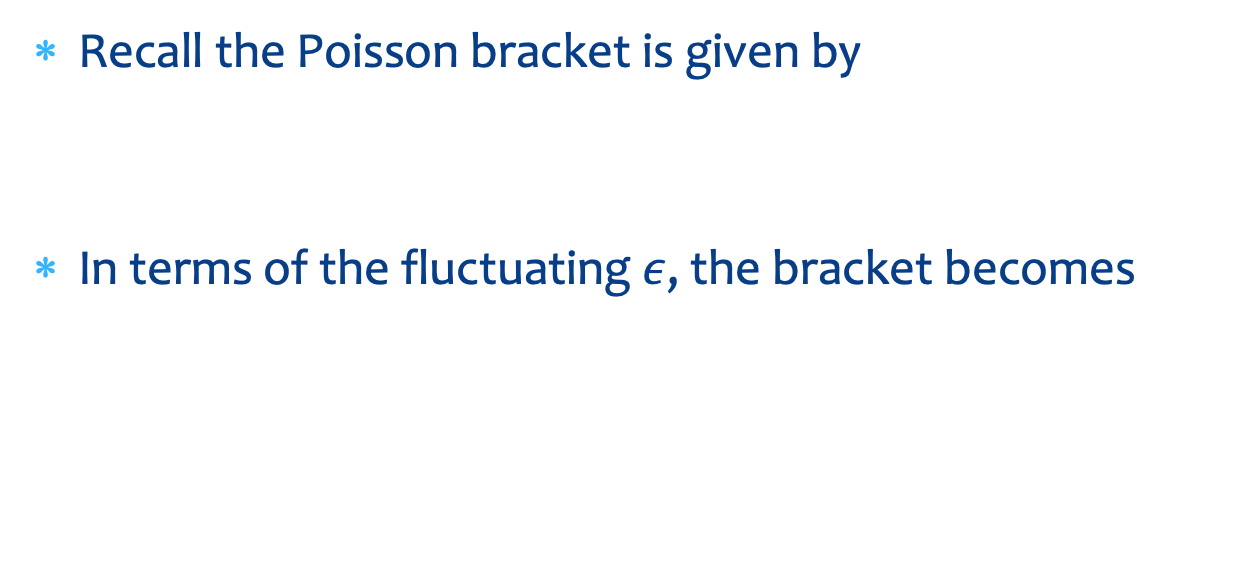 * Recall the Poisson bracket is given by
* In terms of the fluctuating ϵ, the bracket becomes